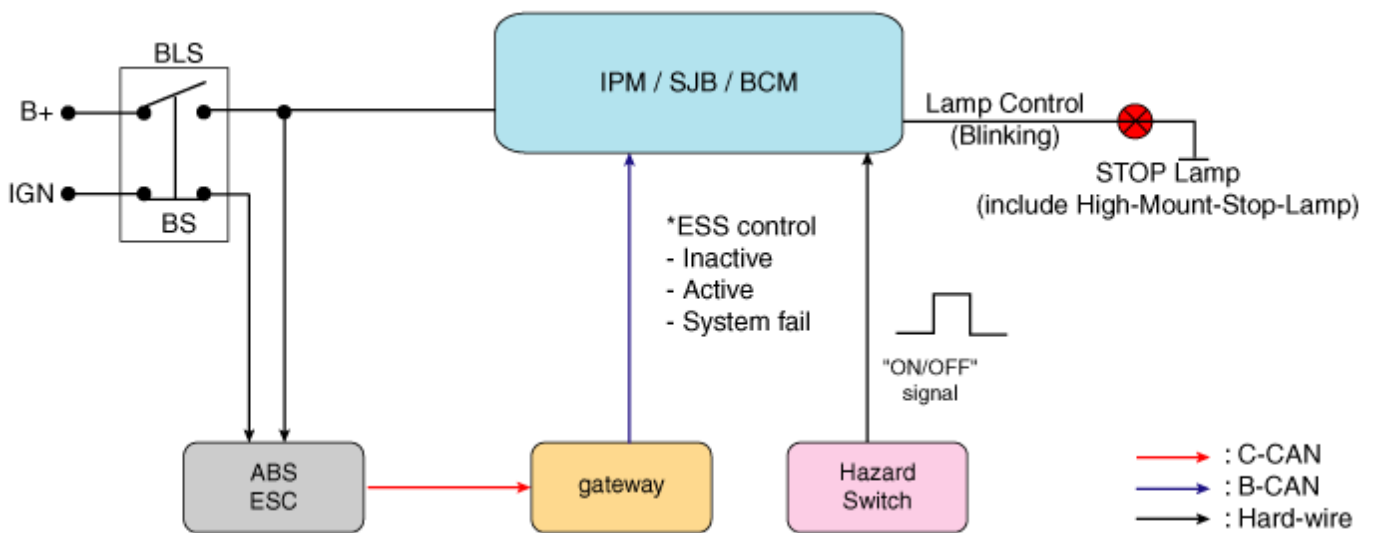 BLS
B+
IGN
BS
IPM / SJB / BCM
Lamp Control
(Blinking)
STOP Lamp
(include High-Mount-Stop-Lamp)
*ESS control
- Inactive
- Active
- System fail
"ON/OFF"
signal
ABS
ESC
gateway
Hazard
Switch
: C-CAN
: B-CAN
: Hard-wire